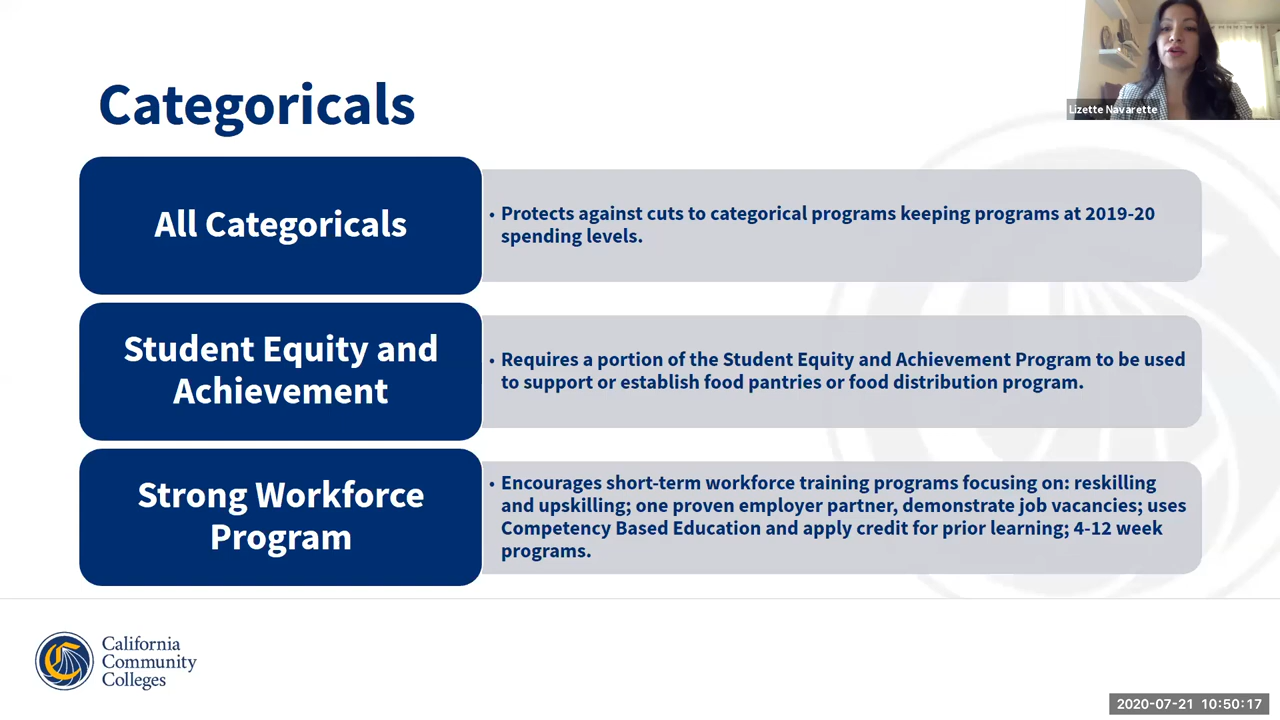 Categoricals
Lizette Navarette
All Categoricals
• Protects against cuts to categorical programs keeping programs at 2019-20
spending levels.
Student Equity and
Achievement
• Requires a portion of the Student Equity and Achievement Program to be used
to support or establish food pantries or food distribution program.
Strong Workforce
Program
• Encourages short-term workforce training programs focusing on: reskilling
and upskilling; one proven employer partner, demonstrate job vacancies; uses
Competency Based Education and apply credit for prior learning; 4-12 week
programs.
California
Community
Colleges
2020-07-21 10:50:17